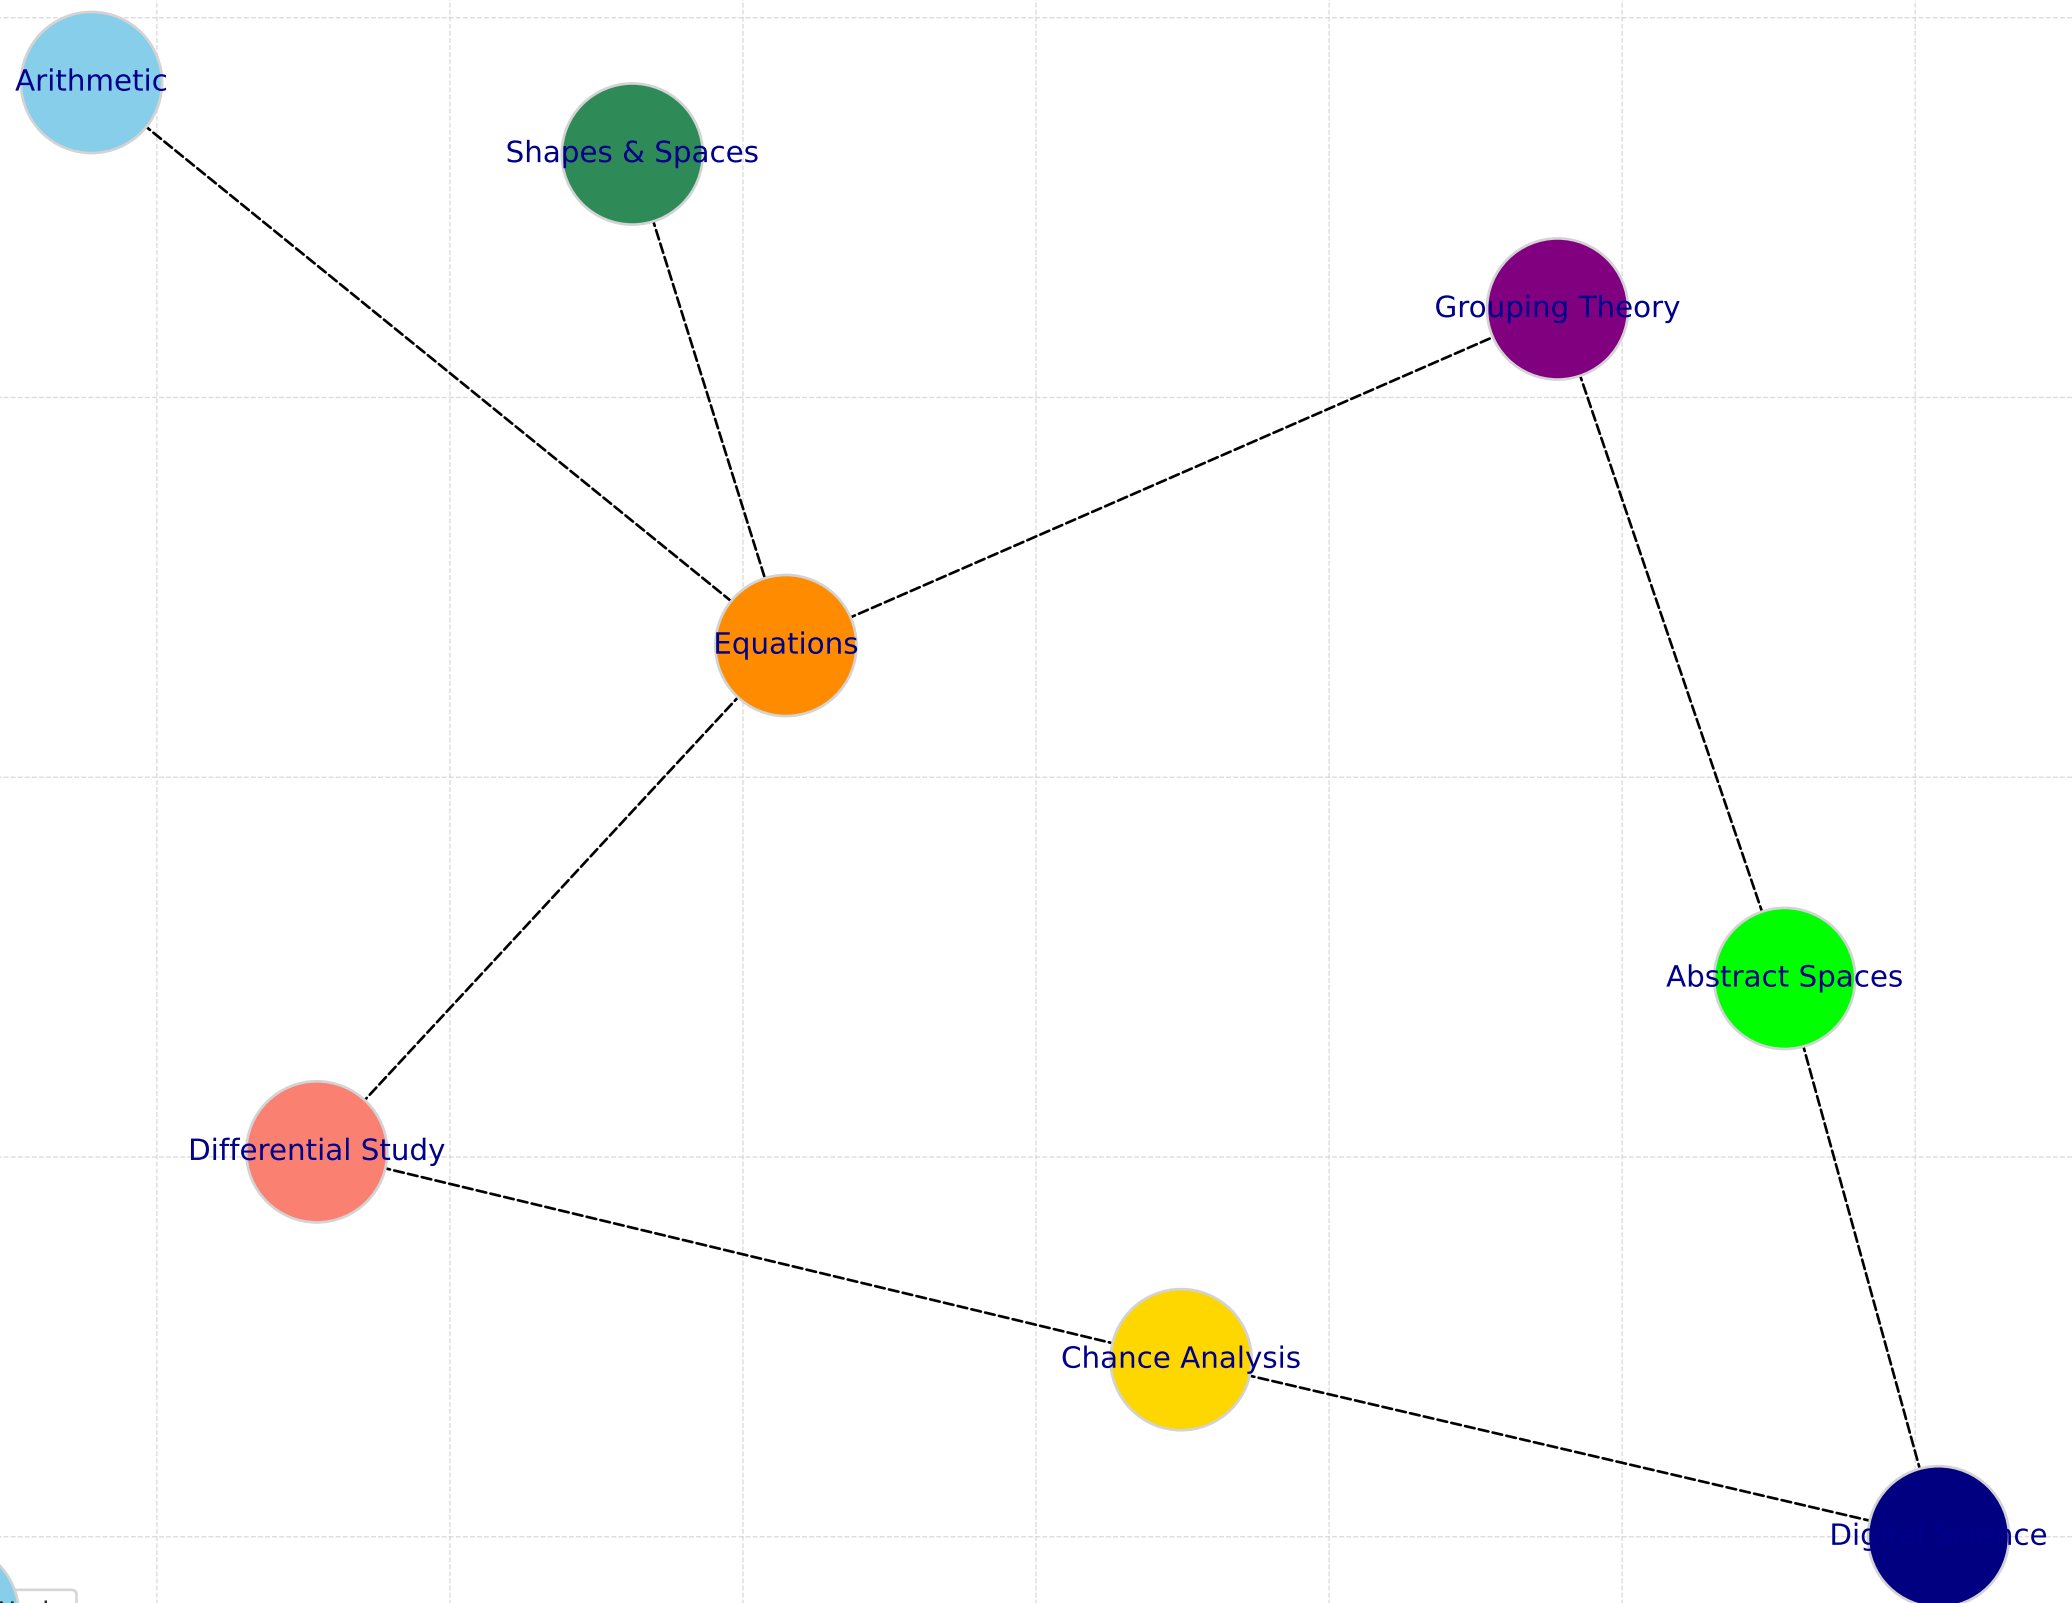 Arithmetic
Shapes & Spaces
Grouping Theory
Equations
Abstract Spaces
Differential Study
Chance Analysis